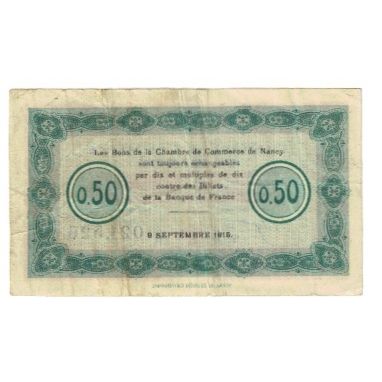 Les Bons de la Chambre de Commerce de Nancy
sont toujours échangeables
par dix et multiples de dix
contre des Billets
de la Banque de France
0.50
0.50
9 SEPTEMBRE 1915.